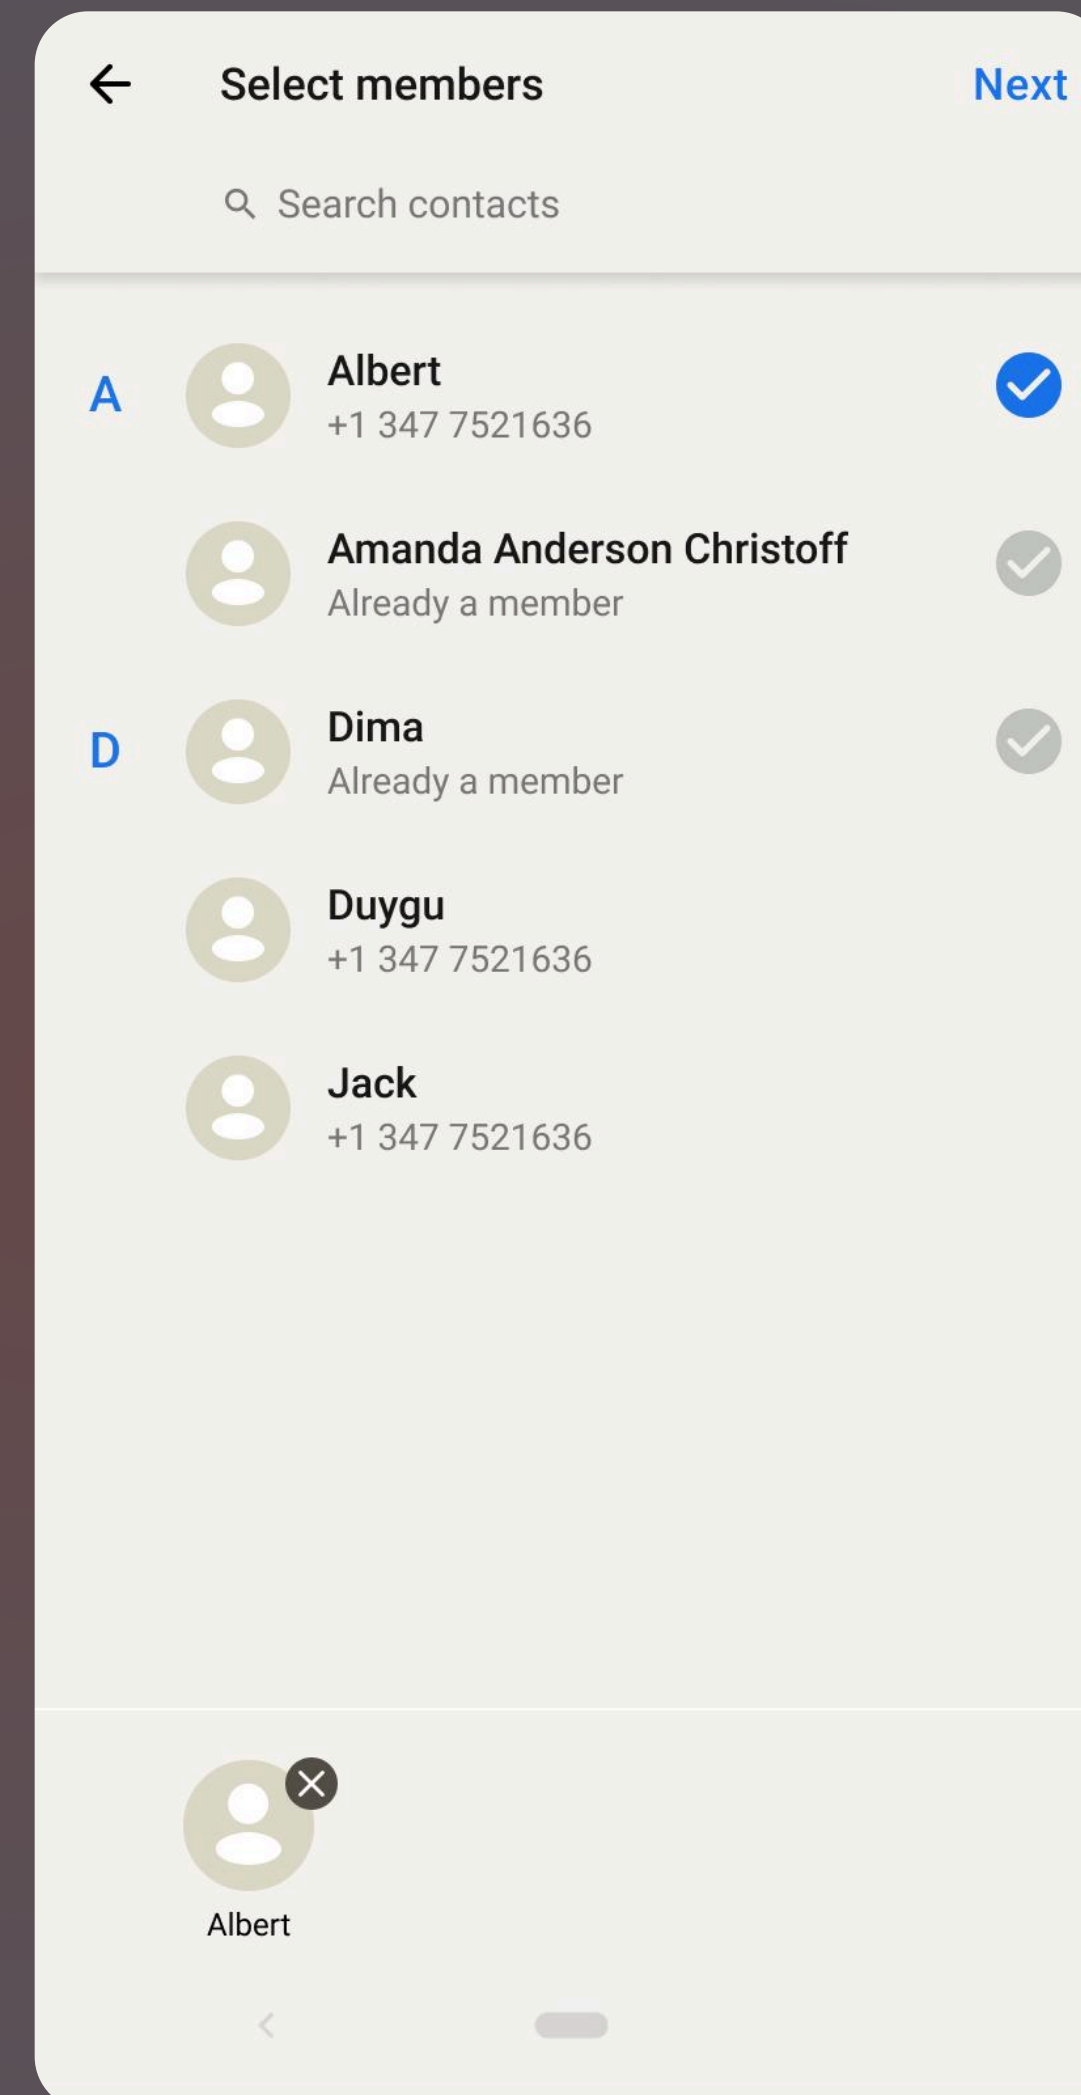 Select members
Next
Search contacts
A
Albert
+1 347 7521636
Amanda Anderson Christoff
Already a member
D
Dima
Already a member
Duygu
+1 347 7521636
Jack
+1 347 7521636
Albert